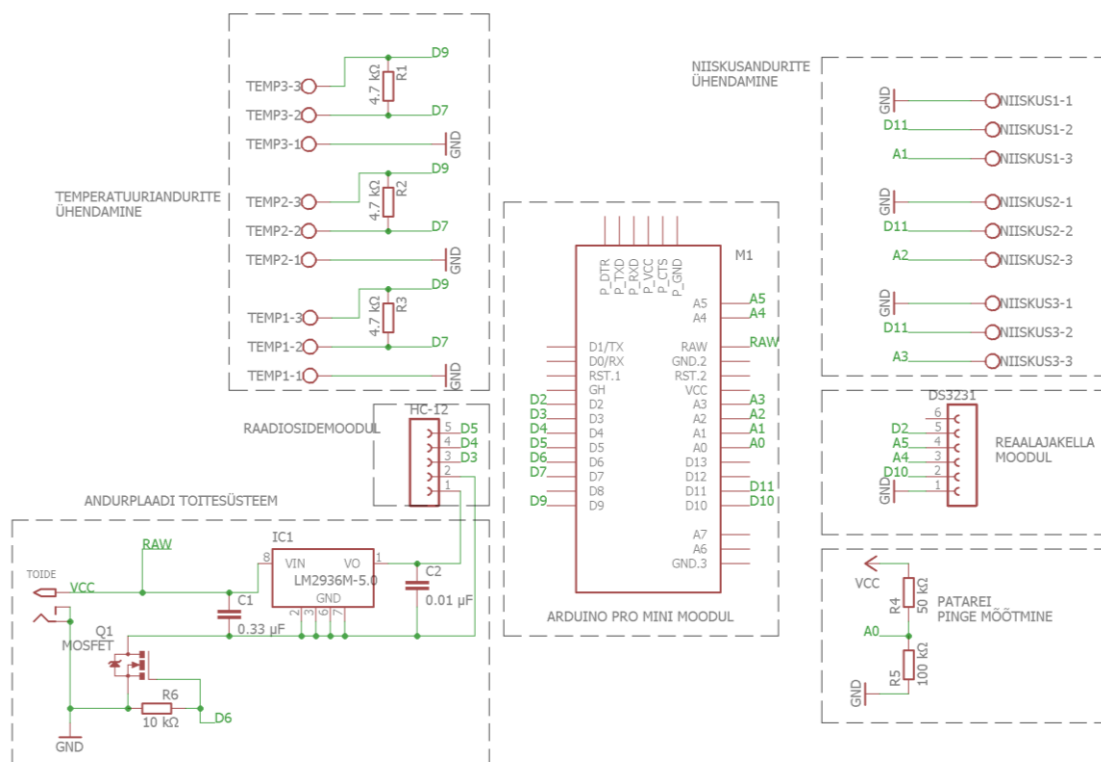 TEMPERATUURIANDURITE
ÜHENDAMINE
TEMP3-3
TEMP3-2
TEMP3-1
4.7 kΩ
R1
D9
D7
GND
TEMP2-3
TEMP2-2
TEMP2-1
4.7 kΩ
R2
D9
D7
GND
TEMP1-3
TEMP1-2
TEMP1-1
4.7 kΩ
R3
D9
D7
GND
RAADIOSIDEMOODUL
HC-12
5 D5
4 D4
3 D3
2
1
ANDURPLAADI TOITESÜSTEEM
TOIDE
VCC
RAW
IC1
8 VIN VO 1
LM2936M-5.0
GND
2 3 6 7
C1
0.33 µF
C2
0.01 µF
Q1
MOSFET
R6
10 kΩ
D6
GND
M1
P_DTR
P_TXD
P_RXD
P_VCC
P_CTS
P_GND
D1/TX
D0/RX
RST.1
GH
D2 D2
D3 D3
D4 D4
D5 D5
D6 D6
D7 D7
D8
D9 D9
A5 A5
A4 A4
RAW RAW
GND.2
RST.2
VCC
A3 A3
A2 A2
A1 A1
A0 A0
D13
D12
D11 D11
D10 D10
A7
A6
GND.3
ARDUINO PRO MINI MOODUL
NIISKUSANDURITE
ÜHENDAMINE
GND NIISKUS1-1
D11 NIISKUS1-2
A1 NIISKUS1-3
GND NIISKUS2-1
D11 NIISKUS2-2
A2 NIISKUS2-3
GND NIISKUS3-1
D11 NIISKUS3-2
A3 NIISKUS3-3
DS3231
6
D2 5
A5 4
A4 3
D10 2
GND 1
REAALAJAKELLA
MOODUL
VCC
R4
50 kΩ
A0
R5
100 kΩ
GND
PATAREI
PINGE MÕÕTMINE